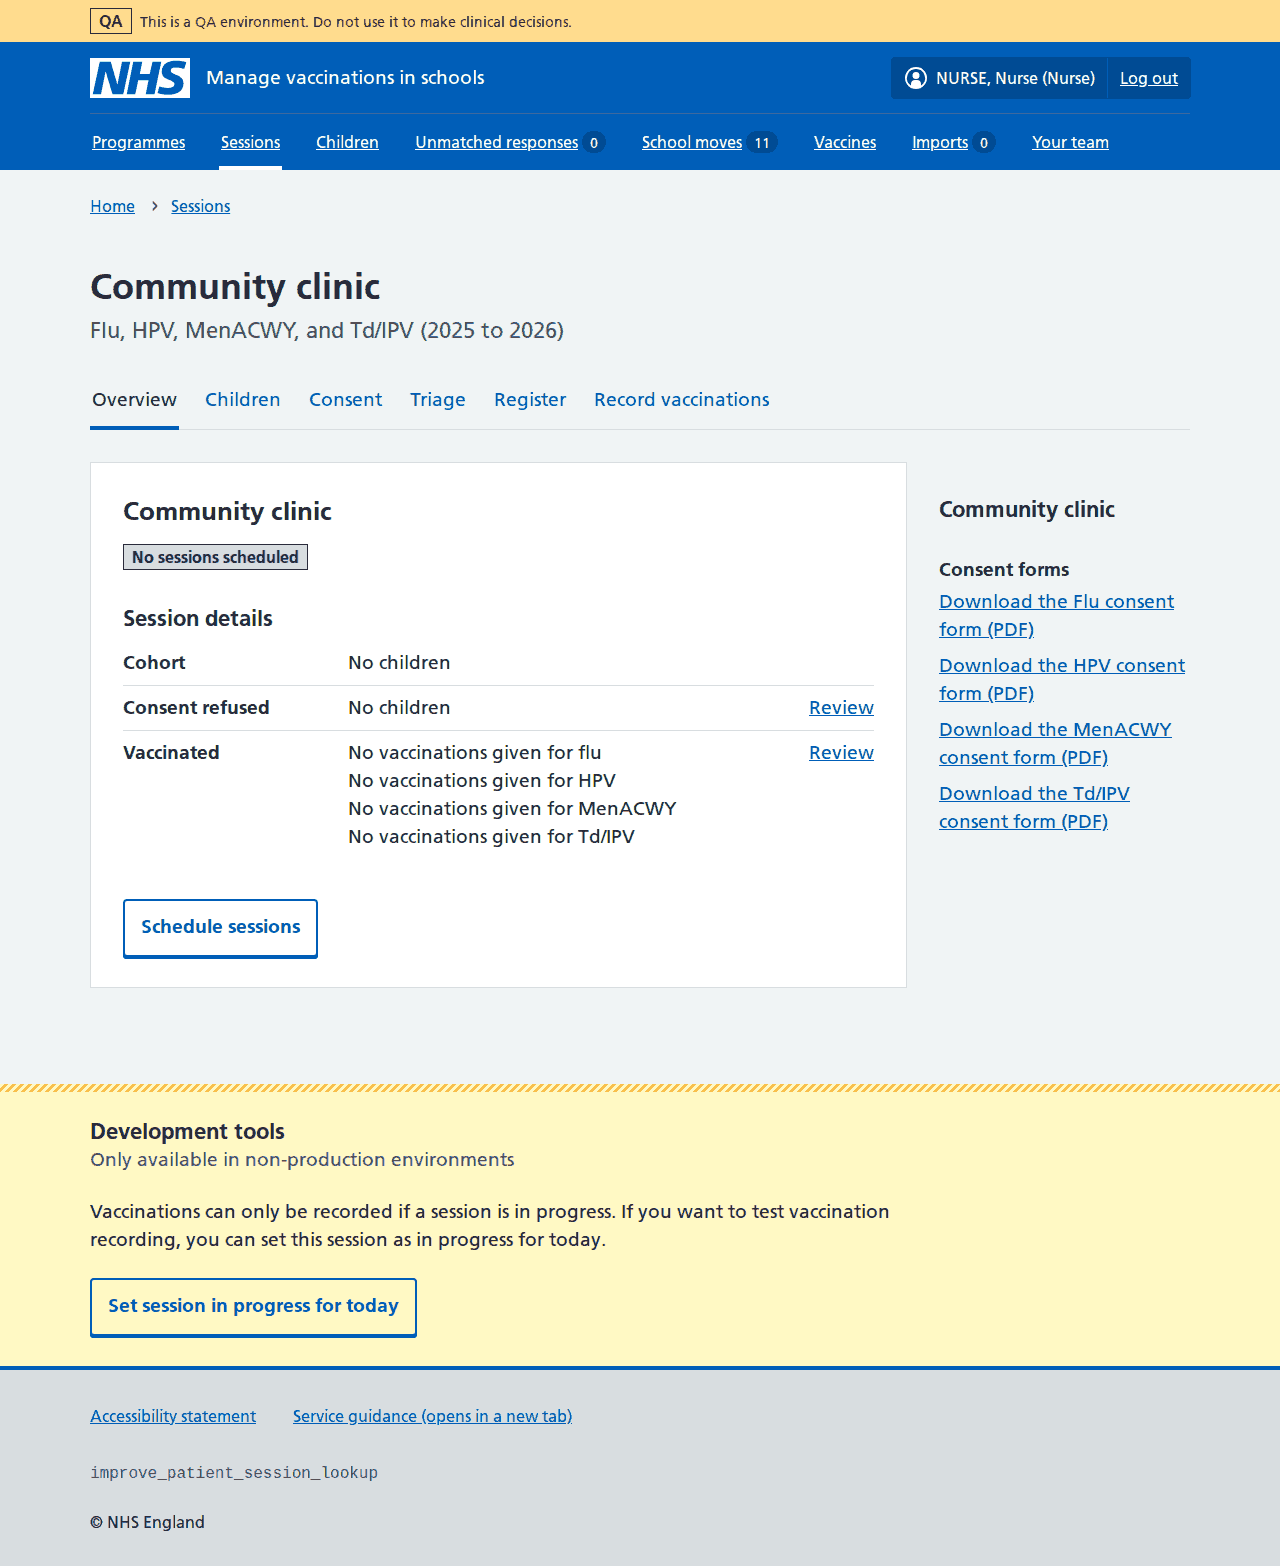 QA This is a QA environment. Do not use it to make clinical decisions.
NHS Manage vaccinations in schools NURSE, Nurse (Nurse) Log out
Programmes Sessions Children Unmatched responses 0 School moves 11 Vaccines Imports 0 Your team
Home › Sessions
Community clinic
Flu, HPV, MenACWY, and Td/IPV (2025 to 2026)
Overview Children Consent Triage Register Record vaccinations
Community clinic
No sessions scheduled
Session details
Cohort No children
Consent refused No children Review
Vaccinated No vaccinations given for flu Review
No vaccinations given for HPV
No vaccinations given for MenACWY
No vaccinations given for Td/IPV
Schedule sessions
Community clinic
Consent forms
Download the Flu consent
form (PDF)
Download the HPV consent
form (PDF)
Download the MenACWY
consent form (PDF)
Download the Td/IPV
consent form (PDF)
Development tools
Only available in non-production environments
Vaccinations can only be recorded if a session is in progress. If you want to test vaccination
recording, you can set this session as in progress for today.
Set session in progress for today
Accessibility statement Service guidance (opens in a new tab)
improve_patient_session_lookup
© NHS England